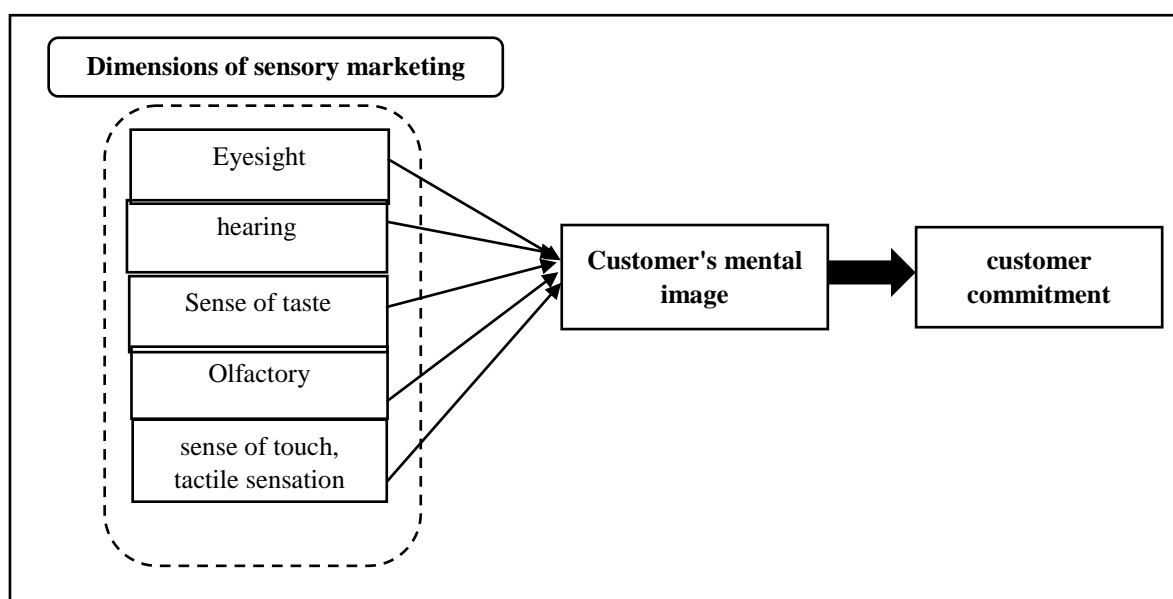 Dimensions of sensory marketing
Eyesight
hearing
Sense of taste
Olfactory
sense of touch,
tactile sensation
Customer's mental
image
customer
commitment